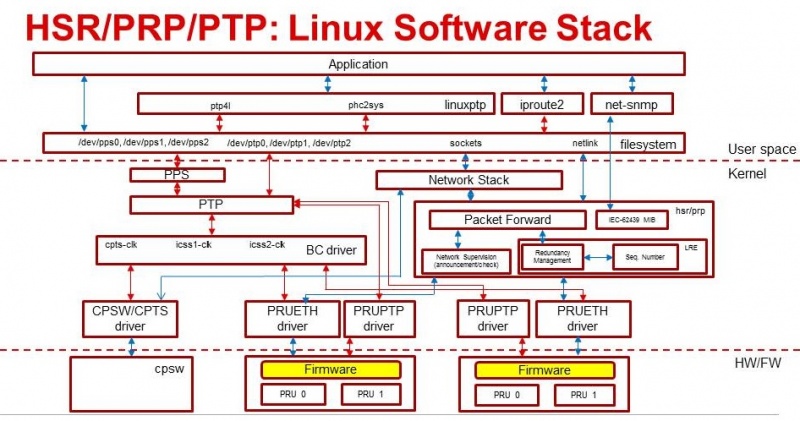 HSR/PRP/PTP: Linux Software Stack
Application
ptp4l phc2sys linuxptp iproute2 net-snmp
/dev/pps0, /dev/pps1, /dev/pps2 /dev/ptp0, /dev/ptp1, /dev/ptp2 sockets netlink filesystem
User space
Kernel
PPS
Network Stack
PTP
hsr/prp
Packet Forward
IEC-62439 MIB
cpts-clk icss1-clk icss2-clk BC driver
LRE
Network Supervision
(announcement/check)
Redundancy
Management
Seq. Number
CPSW/CPTS
driver
PRUETH
driver
PRUPTP
driver
PRUPTP
driver
PRUETH
driver
HW/FW
cpsw
Firmware
PRU 0 PRU 1
Firmware
PRU 0 PRU 1